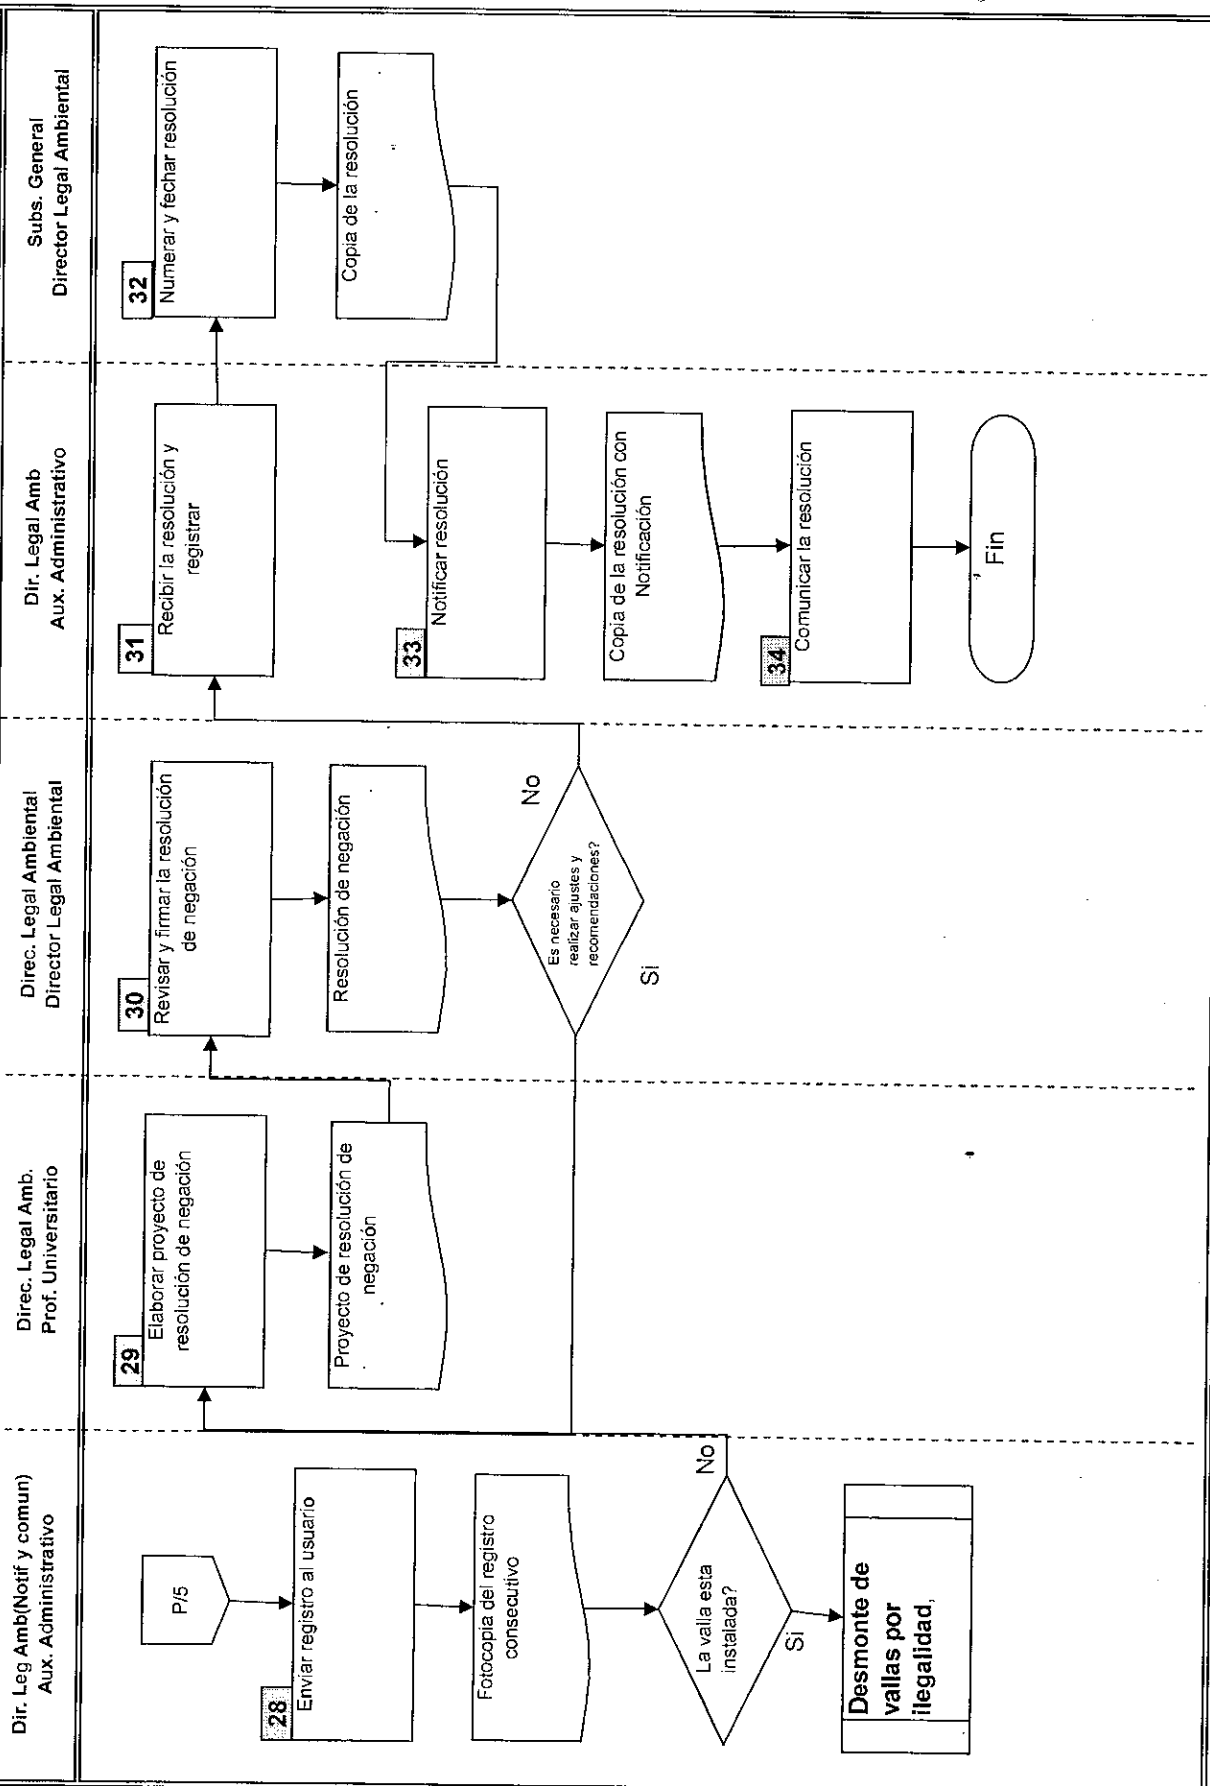 Dir. Leg Amb(Notif y comun)
Aux. Administrativo
Direc. Legal Amb.
Prof. Universitario
Direc. Legal Ambiental
Director Legal Ambiental
Dir. Legal Amb
Aux. Administrativo
Subs. General
Director Legal Ambiental
P/5
28
Enviar registro al usuario
Fotocopia del registro
consecutivo
La valla esta
instalada?
No
Si
Desmonte de
vallas por
ilegalidad,
29
Elaborar proyecto de
resolución de negación
Proyecto de resolución de
negación
30
Revisar y firmar la resolución
de negación
Resolución de negación
Es necesario
realizar ajustes y
recomendaciones?
No
Si
31
Recibir la resolución y
registrar
32
Numerar y fechar resolución
Copia de la resolución
33
Notificar resolución
Copia de la resolución con
Notificación
34
Comunicar la resolución
Fin